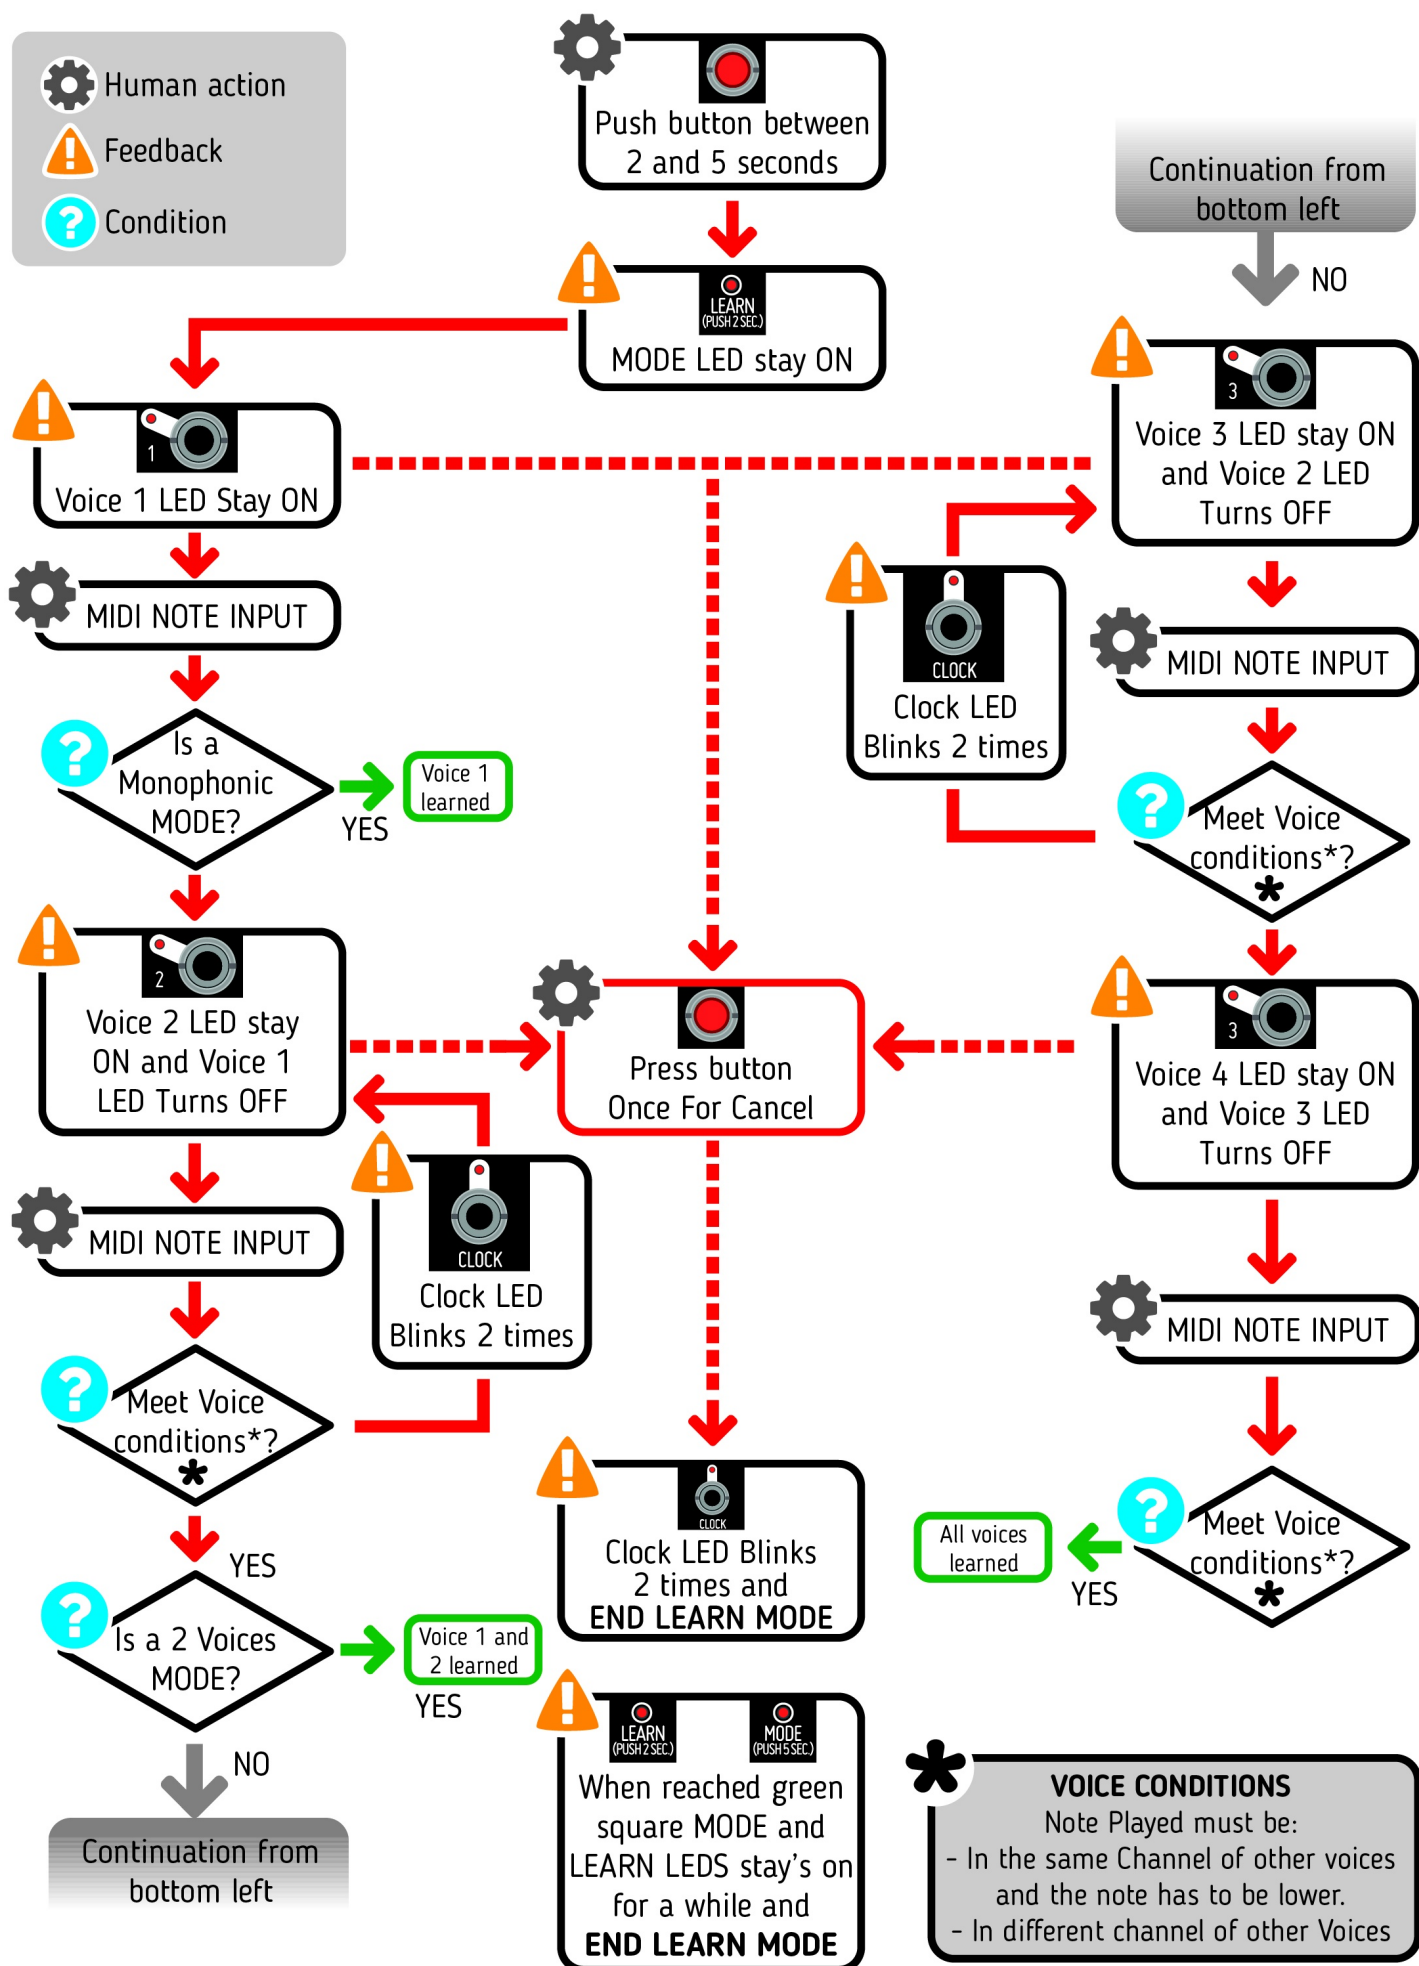 Human action
Feedback
Condition
Push button between
2 and 5 seconds
LEARN
(PUSH 2 SEC.)
MODE LED stay ON
1
Voice 1 LED Stay ON
MIDI NOTE INPUT
Is a
Monophonic
MODE?
YES
Voice 1
learned
2
Voice 2 LED stay
ON and Voice 1
LED Turns OFF
MIDI NOTE INPUT
CLOCK
Clock LED
Blinks 2 times
Meet Voice
conditions*?
*
YES
Is a 2 Voices
MODE?
Voice 1 and
2 learned
YES
NO
Continuation from
bottom left
Press button
Once For Cancel
CLOCK
Clock LED Blinks
2 times and
END LEARN MODE
LEARN
(PUSH 2 SEC.)
MODE
(PUSH 5 SEC.)
When reached green
square MODE and
LEARN LEDS stay's on
for a while and
END LEARN MODE
Continuation from
bottom left
NO
3
Voice 3 LED stay ON
and Voice 2 LED
Turns OFF
CLOCK
Clock LED
Blinks 2 times
MIDI NOTE INPUT
Meet Voice
conditions*?
*
3
Voice 4 LED stay ON
and Voice 3 LED
Turns OFF
MIDI NOTE INPUT
Meet Voice
conditions*?
*
YES
All voices
learned
*
VOICE CONDITIONS
Note Played must be:
- In the same Channel of other voices
and the note has to be lower.
- In different channel of other Voices